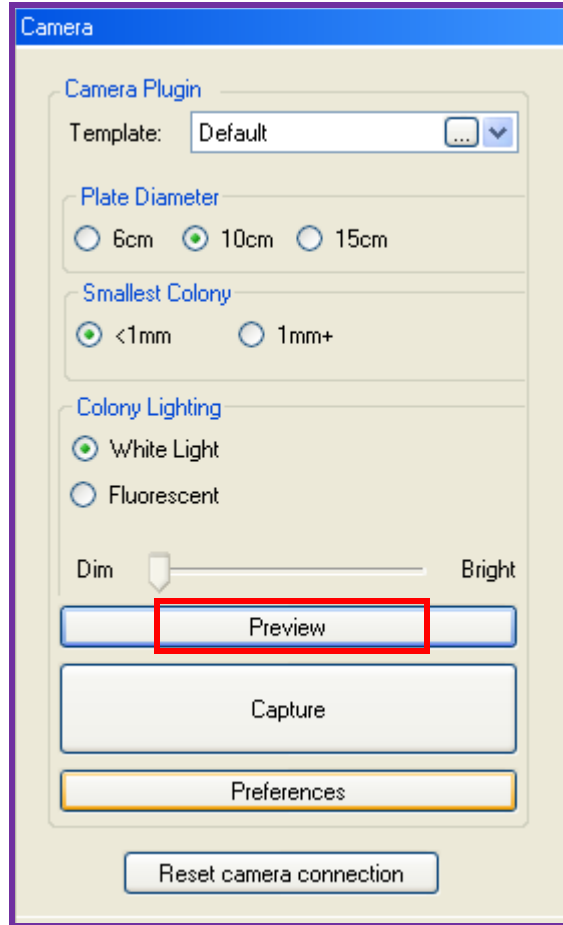 Camera
Camera Plugin
Template: Default ...
Plate Diameter
6cm 10cm 15cm
Smallest Colony
<1mm 1mm+
Colony Lighting
White Light
Fluorescent
Dim Bright
Preview
Capture
Preferences
Reset camera connection